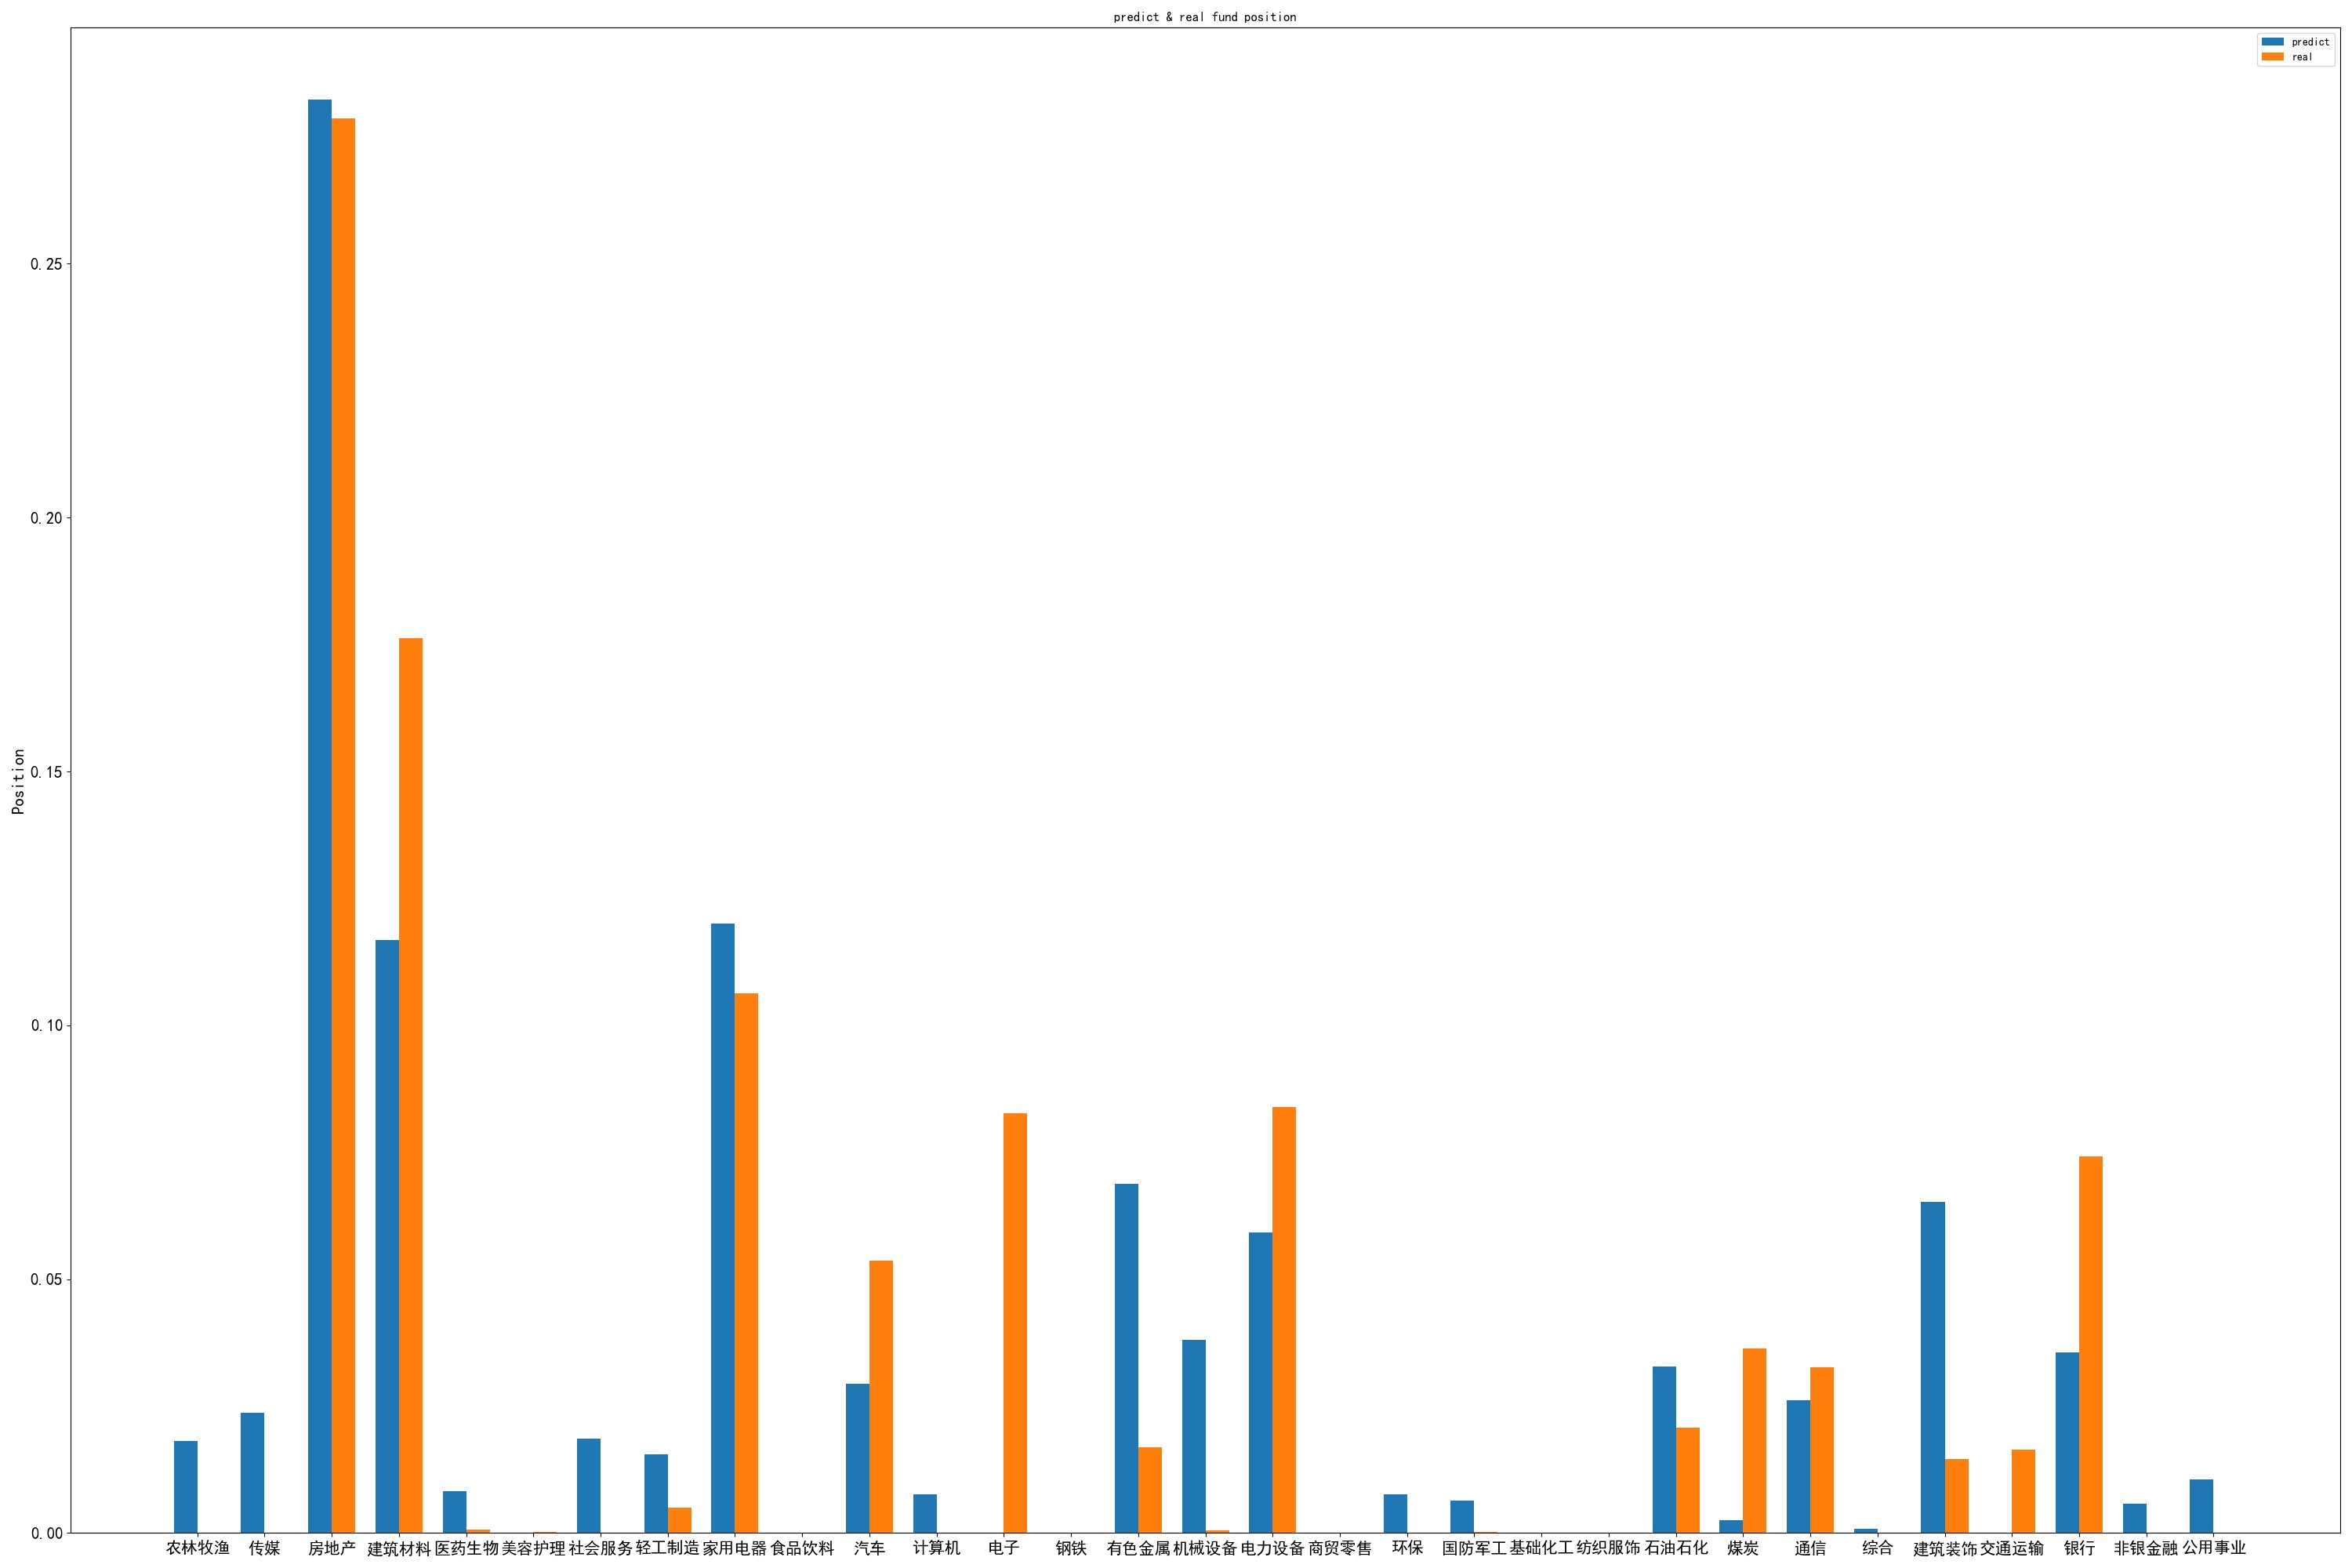 predict & real fund position
predict
real
Position
0.25
0.20
0.15
0.10
0.05
0.00
农林牧渔 传媒 房地产 建筑材料 医药生物 美容护理 社会服务 轻工制造 家用电器 食品饮料 汽车 计算机 电子 钢铁 有色金属 机械设备 电力设备 商贸零售 环保 国防军工 基础化工 纺织服饰 石油石化 煤炭 通信 综合 建筑装饰 交通运输 银行 非银金融 公用事业